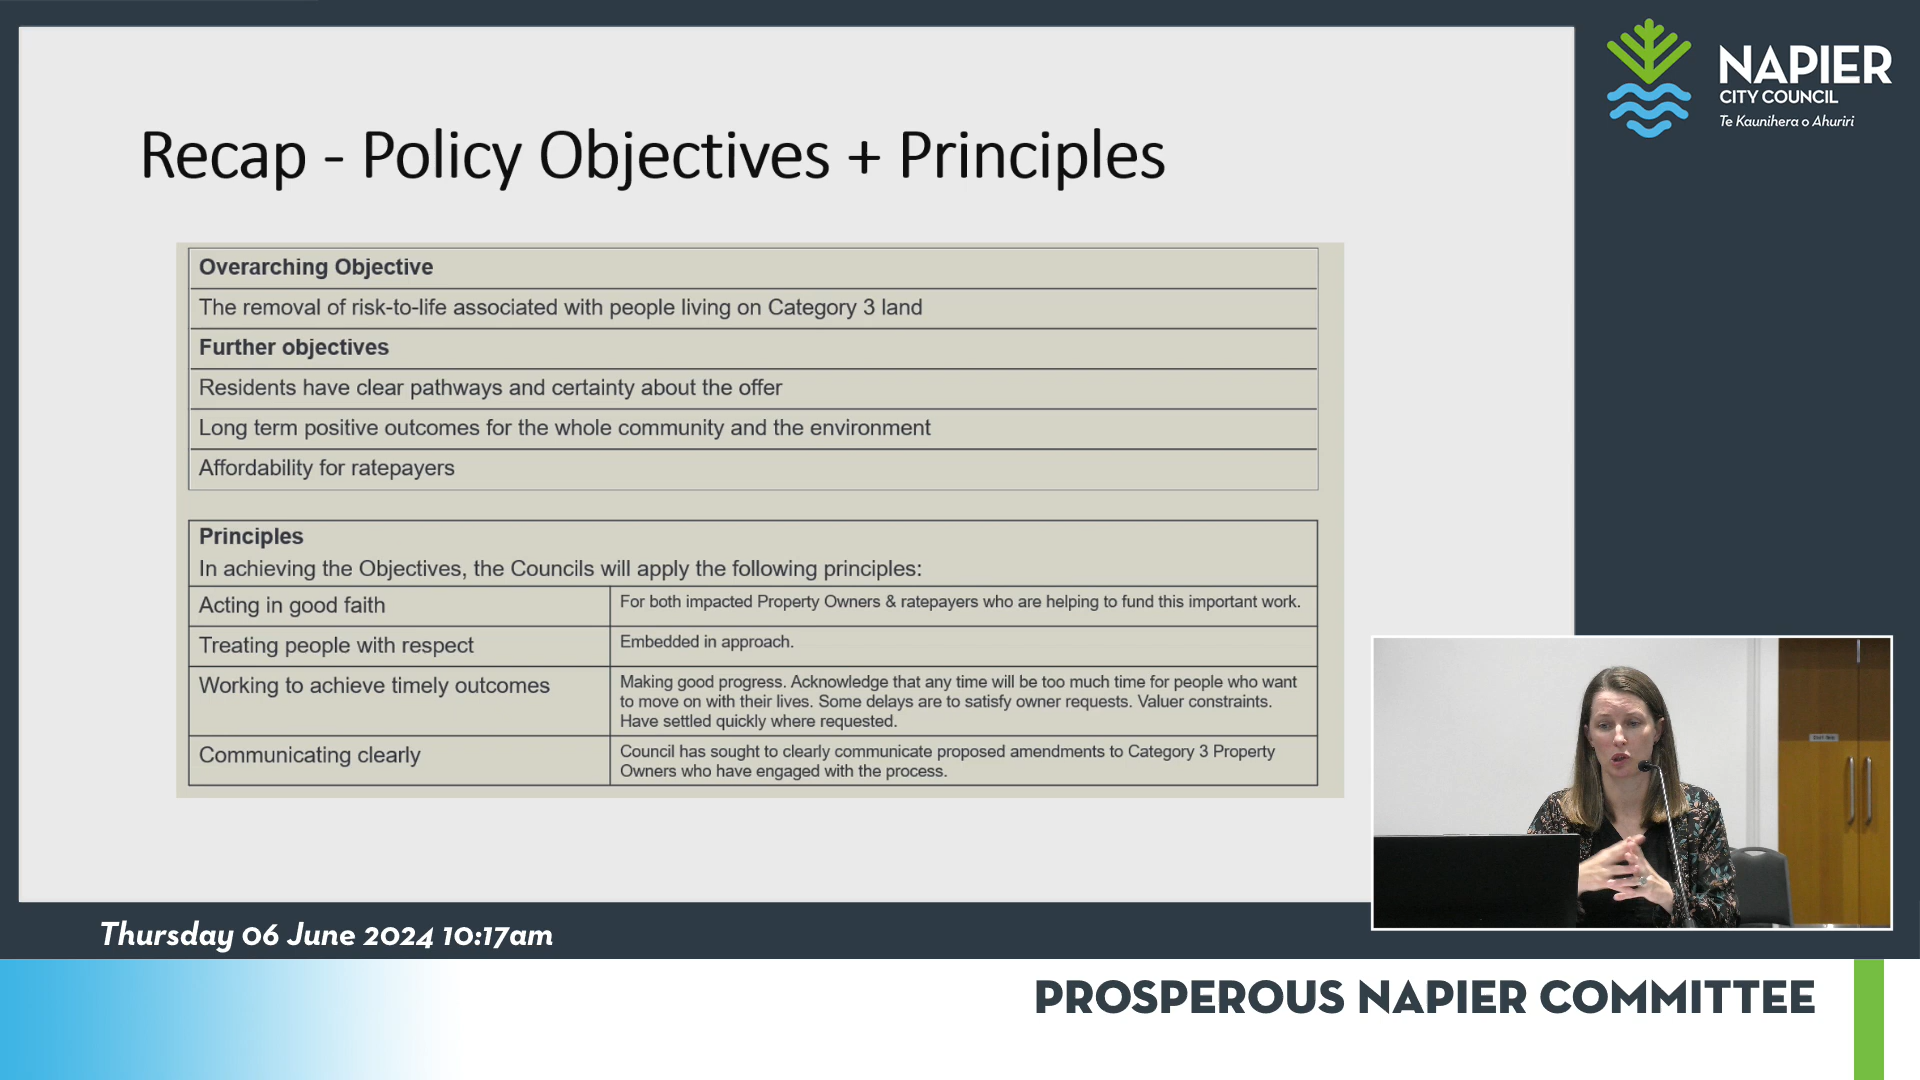 NAPIER
CITY COUNCIL
Te Kaunihera o Ahuriri
Recap - Policy Objectives + Principles
Overarching Objective
The removal of risk-to-life associated with people living on Category 3 land
Further objectives
Residents have clear pathways and certainty about the offer
Long term positive outcomes for the whole community and the environment
Affordability for ratepayers
Principles
In achieving the Objectives, the Councils will apply the following principles:
Acting in good faith
For both impacted Property Owners & ratepayers who are helping to fund this important work.
Treating people with respect
Embedded in approach.
Working to achieve timely outcomes
Making good progress. Acknowledge that any time will be too much time for people who want
to move on with their lives. Some delays are to satisfy owner requests. Valuer constraints.
Have settled quickly where requested.
Communicating clearly
Council has sought to clearly communicate proposed amendments to Category 3 Property
Owners who have engaged with the process.
Thursday 06 June 2024 10:17am
PROSPEROUS NAPIER COMMITTEE